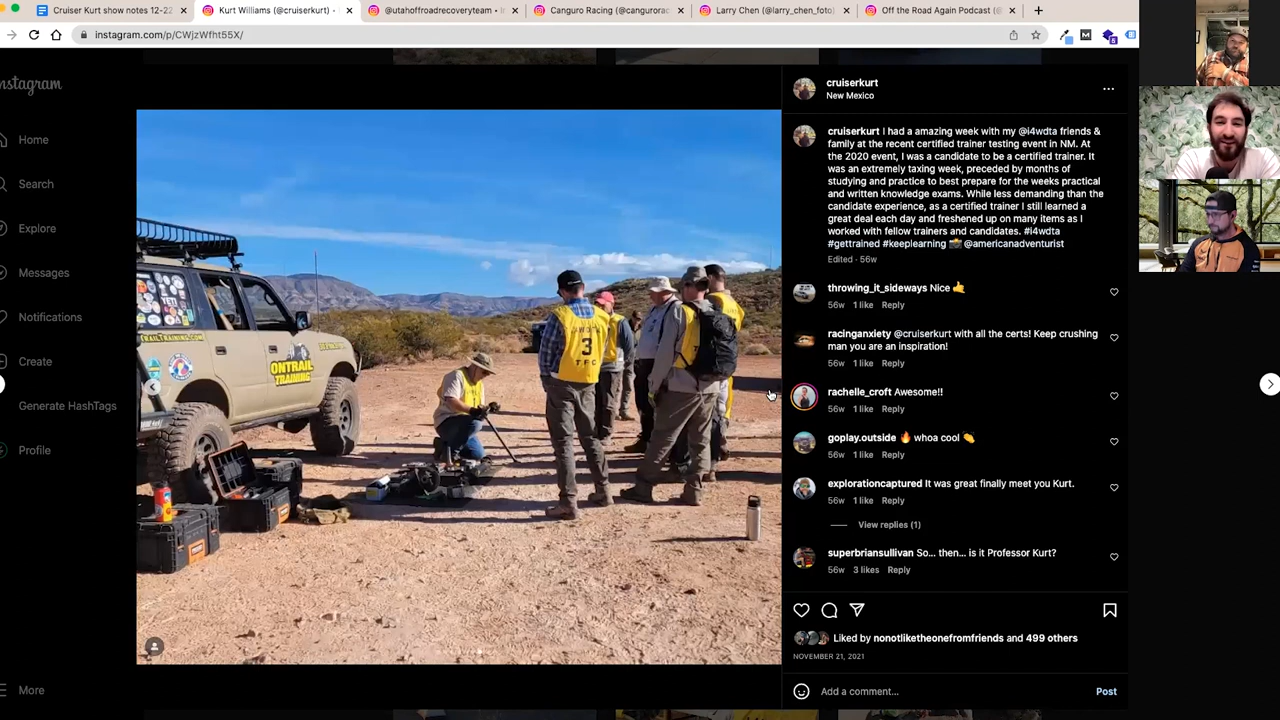 Cruiser Kurt show notes 12-22
Kurt Williams (@cruiserkurt) •
@utahoffroadrecoveryteam • In
Canguro Racing (@cangurorac
Larry Chen (@larry_chen_foto)
Off the Road Again Podcast (@
instagram.com/p/CWjzWfht55X/
nstagram
Home
Search
Explore
Messages
Notifications
Create
Generate HashTags
Profile
More
YETI
TRAILTRAINING.COM
ONTRAIL
TRAINING
3
TFC
cruiserkurt
New Mexico
cruiserkurt I had a amazing week with my @i4wdta friends &
family at the recent certified trainer testing event in NM. At
the 2020 event, I was a candidate to be a certified trainer. It
was an extremely taxing week, preceded by months of
studying and practice to best prepare for the weeks practical
and written knowledge exams. While less demanding than the
candidate experience, as a certified trainer I still learned a
great deal each day and freshened up on many items as I
worked with fellow trainers and candidates. #i4wdta
#gettrained #keeplearning 📸 @americanadventurist
Edited · 56w
throwing_it_sideways Nice 🤙
56w 1 like Reply
racinganxiety @cruiserkurt with all the certs! Keep crushing
man you are an inspiration!
56w 1 like Reply
rachelle_croft Awesome!!
56w 1 like Reply
goplay.outside 🔥 whoa cool 👏
56w 1 like Reply
explorationcaptured It was great finally meet you Kurt.
56w 1 like Reply
View replies (1)
superbriansullivan So... then... is it Professor Kurt?
56w 3 likes Reply
Liked by nonotliketheonefromfriends and 499 others
NOVEMBER 21, 2021
Add a comment...
Post